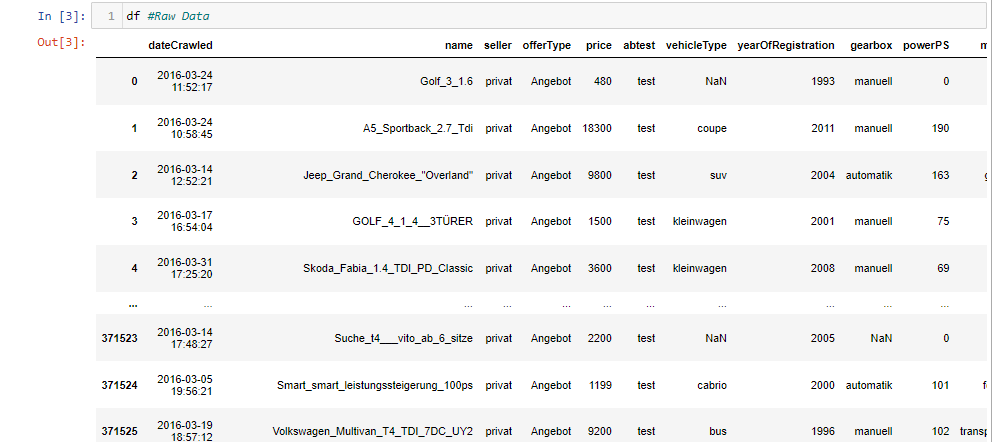 In [3]: 1 df #Raw Data
Out[3]:
dateCrawled name seller offerType price abtest vehicleType yearOfRegistration gearbox powerPS
0 2016-03-24 11:52:17 Golf_3_1.6 privat Angebot 480 test NaN 1993 manuell 0
1 2016-03-24 10:58:45 A5_Sportback_2.7_Tdi privat Angebot 18300 test coupe 2011 manuell 190
2 2016-03-14 12:52:21 Jeep_Grand_Cherokee_"Overland" privat Angebot 9800 test suv 2004 automatik 163
3 2016-03-17 16:54:04 GOLF_4_1_4__3TÜRER privat Angebot 1500 test kleinwagen 2001 manuell 75
4 2016-03-31 17:25:20 Skoda_Fabia_1.4_TDI_PD_Classic privat Angebot 3600 test kleinwagen 2008 manuell 69
... ... ... ... ... ... ... ... ... ... ...
371523 2016-03-14 17:48:27 Suche_t4___vito_ab_6_sitze privat Angebot 2200 test NaN 2005 NaN 0
371524 2016-03-05 19:56:21 Smart_smart_leistungssteigerung_100ps privat Angebot 1199 test cabrio 2000 automatik 101
371525 2016-03-19 18:57:12 Volkswagen_Multivan_T4_TDI_7DC_UY2 privat Angebot 9200 test bus 1996 manuell 102 transp